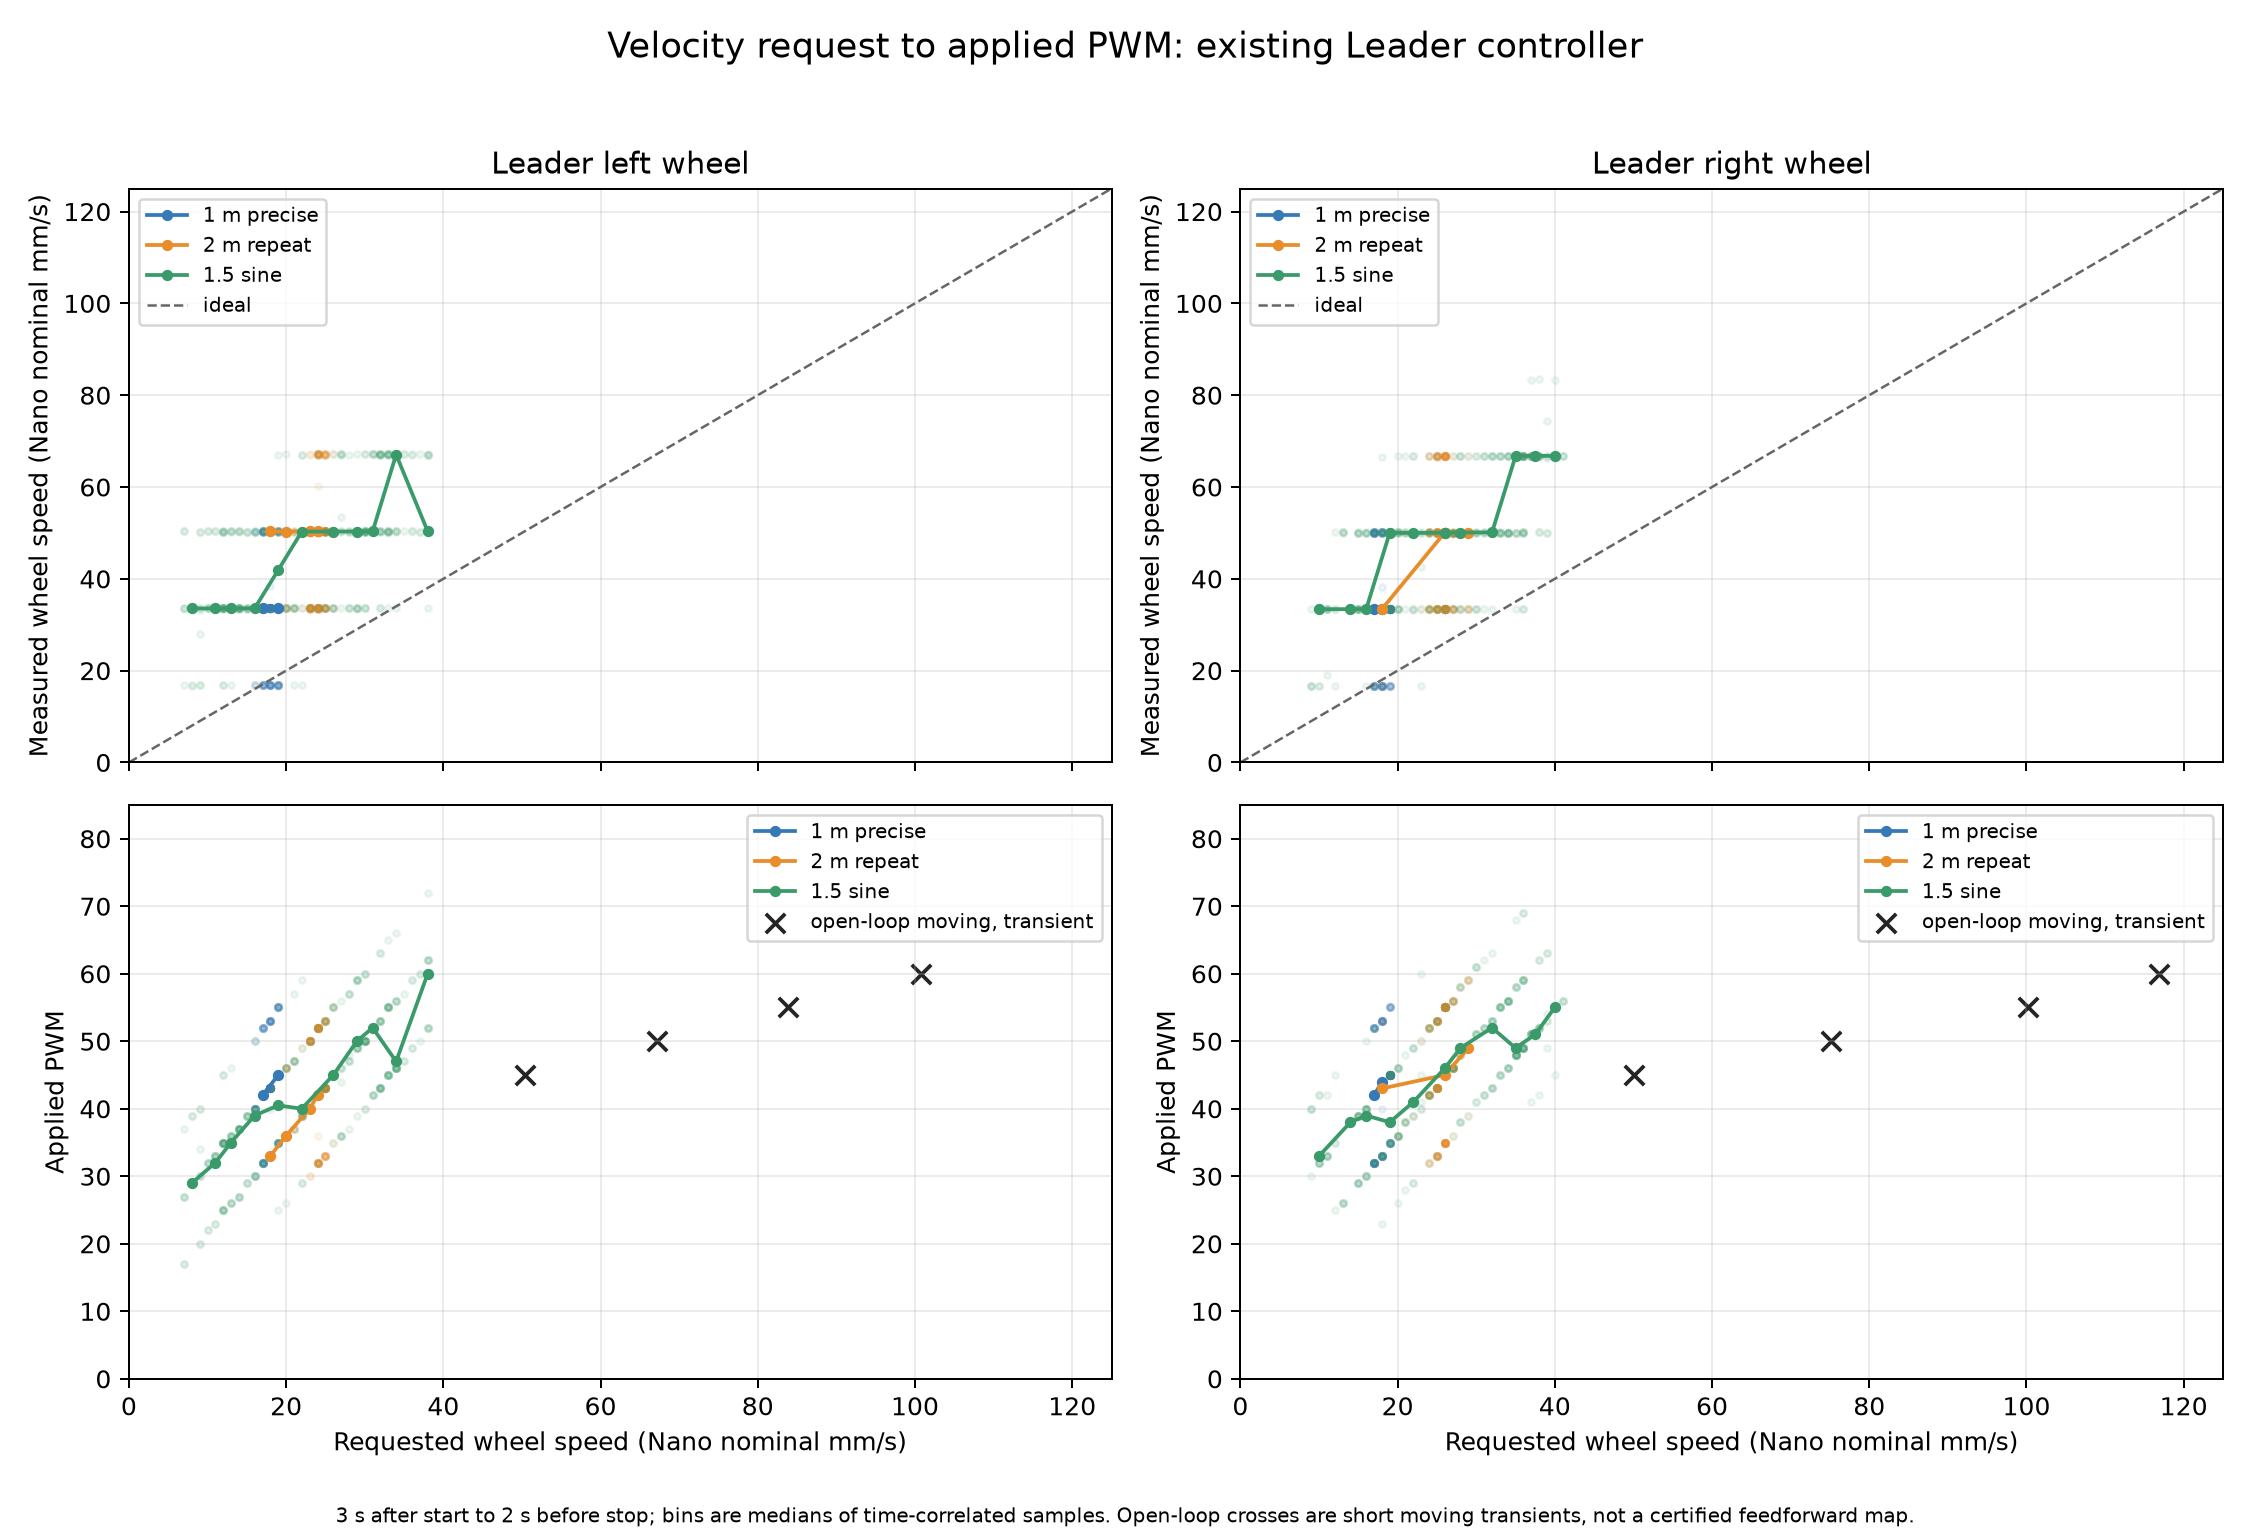 Velocity request to applied PWM: existing Leader controller
Leader left wheel
Measured wheel speed (Nano nominal mm/s)
120
100
80
60
40
20
0
1 m precise
2 m repeat
1.5 sine
ideal
Leader right wheel
Measured wheel speed (Nano nominal mm/s)
120
100
80
60
40
20
0
1 m precise
2 m repeat
1.5 sine
ideal
Applied PWM
80
70
60
50
40
30
20
10
0
1 m precise
2 m repeat
1.5 sine
open-loop moving, transient
0 20 40 60 80 100 120
Requested wheel speed (Nano nominal mm/s)
Applied PWM
80
70
60
50
40
30
20
10
0
1 m precise
2 m repeat
1.5 sine
open-loop moving, transient
0 20 40 60 80 100 120
Requested wheel speed (Nano nominal mm/s)
3 s after start to 2 s before stop; bins are medians of time-correlated samples. Open-loop crosses are short moving transients, not a certified feedforward map.